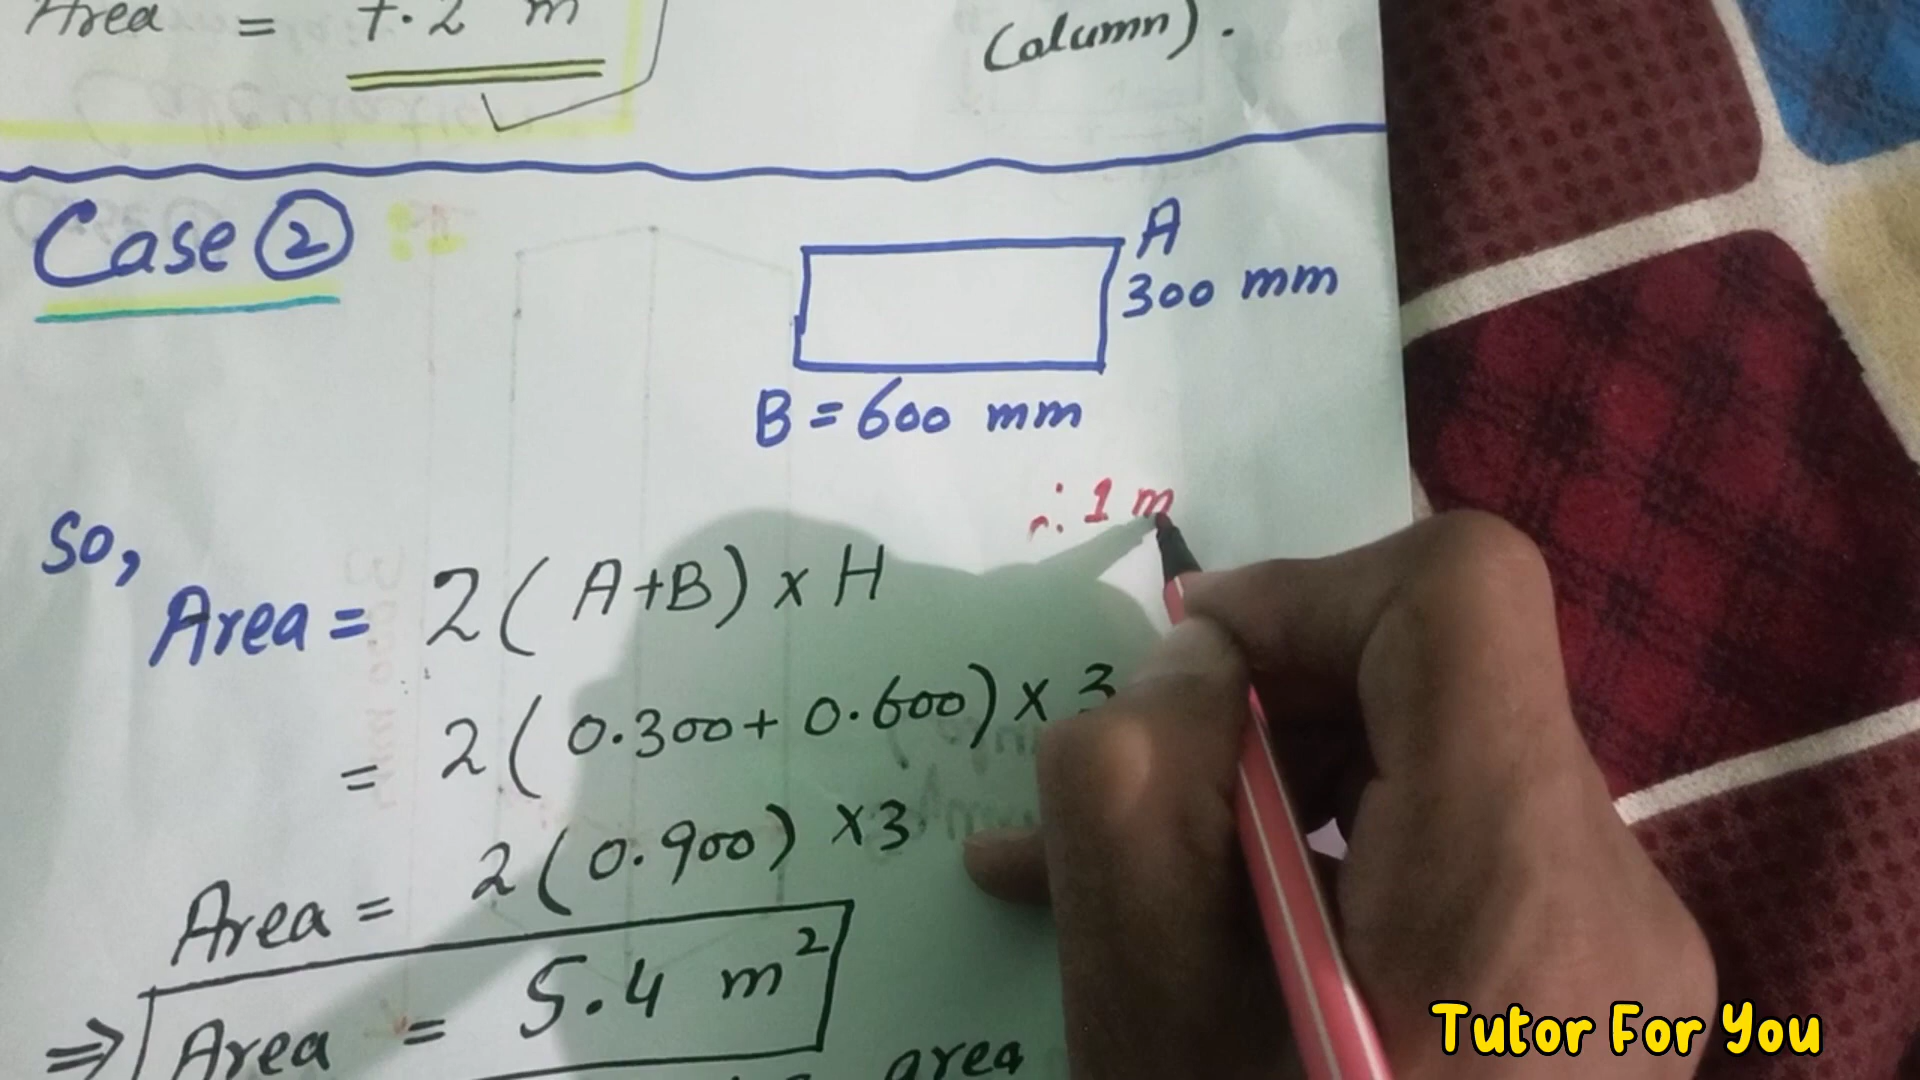 Area = 7.2 m
Column).
Case 2 :-
A
300 mm
B = 600 mm
∴ 1 m
So,
Area = 2 ( A+B) x H
= 2 ( 0.300 + 0.600) x 3
Area = 2 ( 0.900) x3
⇒ Area = 5.4 m²
area
Tutor For You